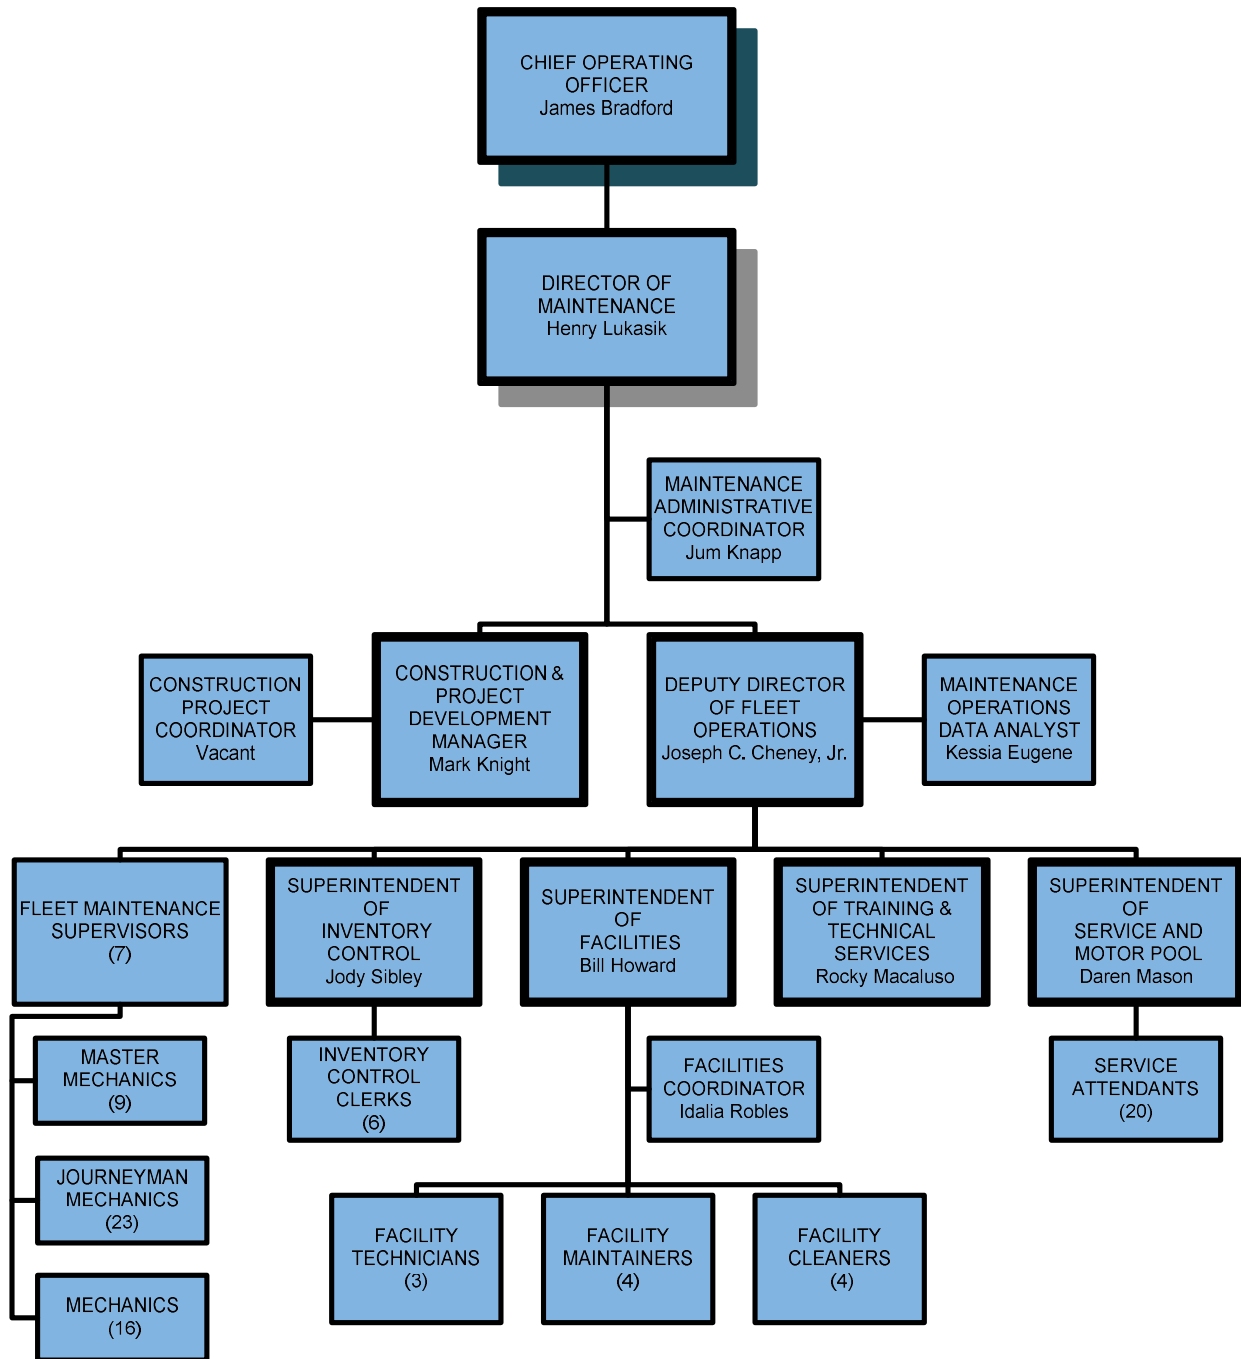 CHIEF OPERATING
OFFICER
James Bradford
DIRECTOR OF
MAINTENANCE
Henry Lukasik
MAINTENANCE
ADMINISTRATIVE
COORDINATOR
Jum Knapp
CONSTRUCTION
PROJECT
COORDINATOR
Vacant
CONSTRUCTION &
PROJECT
DEVELOPMENT
MANAGER
Mark Knight
DEPUTY DIRECTOR
OF FLEET
OPERATIONS
Joseph C. Cheney, Jr.
MAINTENANCE
OPERATIONS
DATA ANALYST
Kessia Eugene
FLEET MAINTENANCE
SUPERVISORS
(7)
SUPERINTENDENT
OF
INVENTORY
CONTROL
Jody Sibley
SUPERINTENDENT
OF
FACILITIES
Bill Howard
SUPERINTENDENT
OF TRAINING &
TECHNICAL
SERVICES
Rocky Macaluso
SUPERINTENDENT
OF
SERVICE AND
MOTOR POOL
Daren Mason
MASTER
MECHANICS
(9)
INVENTORY
CONTROL
CLERKS
(6)
FACILITIES
COORDINATOR
Idalia Robles
SERVICE
ATTENDANTS
(20)
JOURNEYMAN
MECHANICS
(23)
FACILITY
TECHNICIANS
(3)
FACILITY
MAINTAINERS
(4)
FACILITY
CLEANERS
(4)
MECHANICS
(16)